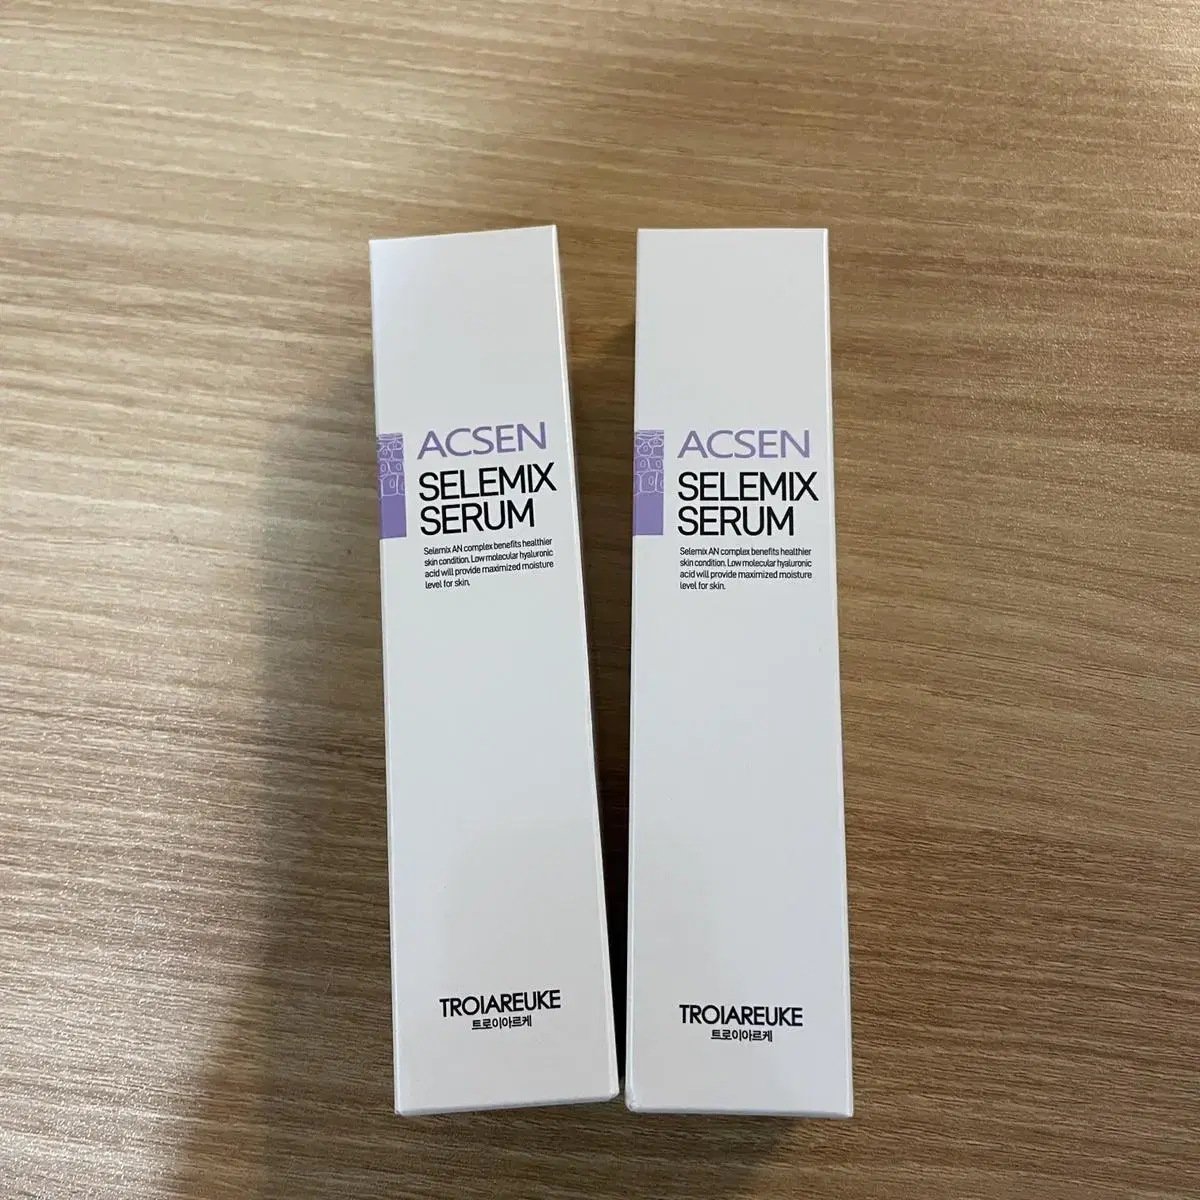 ACSEN
SELEMIX
SERUM
Selemix AN complex benefits healthier
skin condition. Low molecular hyaluronic
acid will provide maximized moisture
level for skin.
TROIAREUKE
트로이아르케
ACSEN
SELEMIX
SERUM
Selemix AN complex benefits healthier
skin condition. Low molecular hyaluronic
acid will provide maximized moisture
level for skin.
TROIAREUKE
트로이아르케